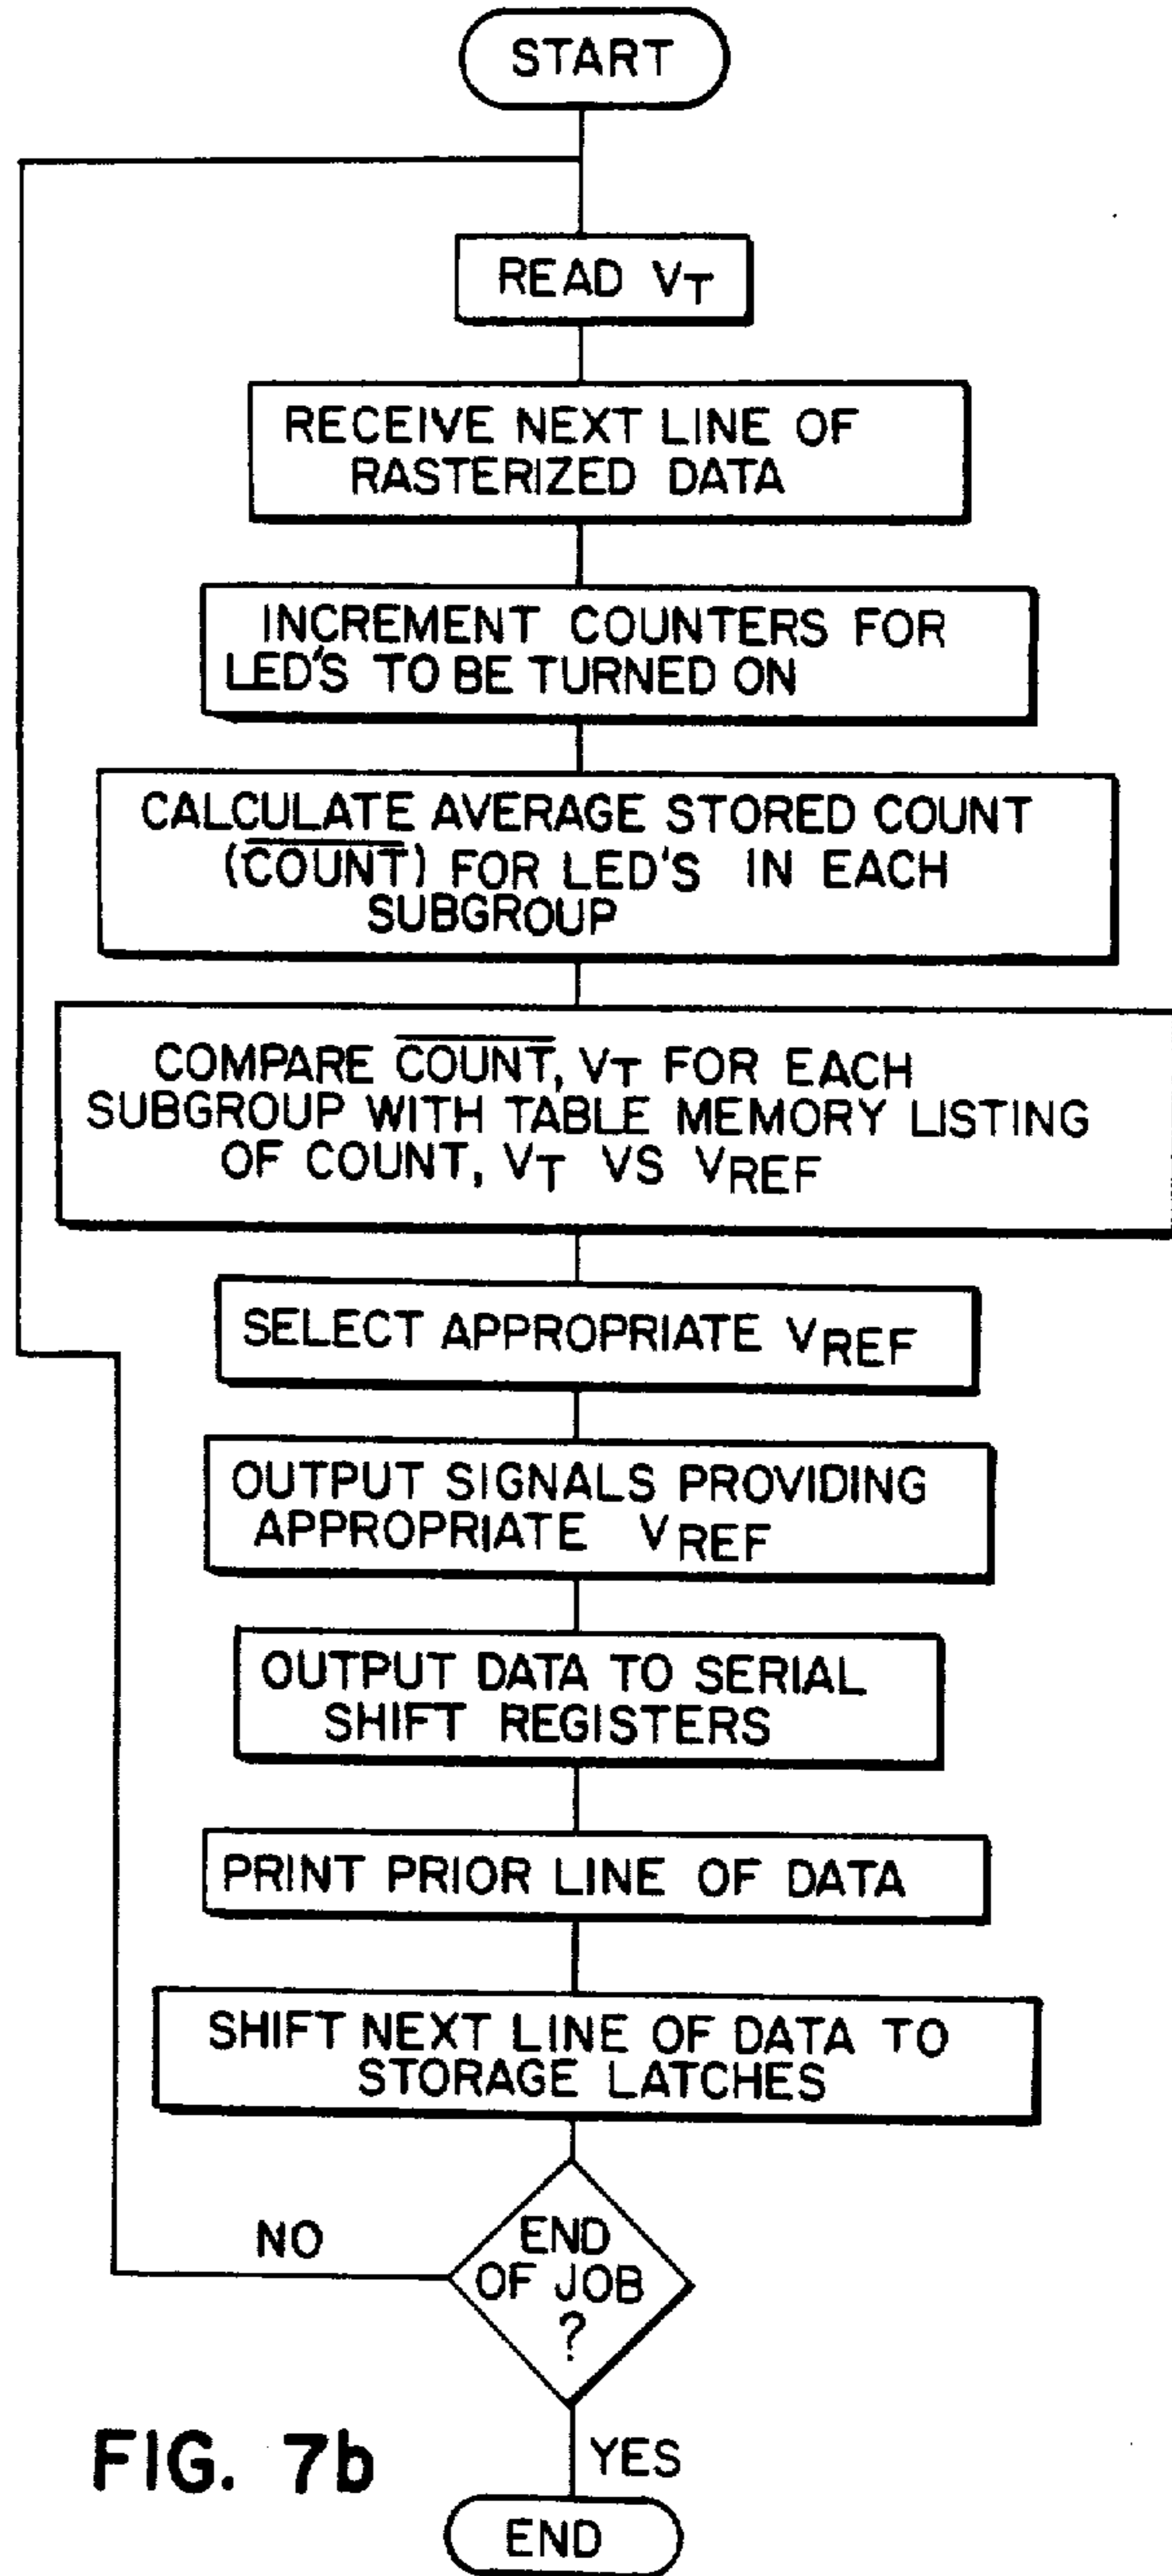 START
READ VT
RECEIVE NEXT LINE OF
RASTERIZED DATA
INCREMENT COUNTERS FOR
LED'S TO BE TURNED ON
CALCULATE AVERAGE STORED COUNT
(COUNT) FOR LED'S IN EACH
SUBGROUP
COMPARE COUNT, VT FOR EACH
SUBGROUP WITH TABLE MEMORY LISTING
OF COUNT, VT VS VREF
SELECT APPROPRIATE VREF
OUTPUT SIGNALS PROVIDING
APPROPRIATE VREF
OUTPUT DATA TO SERIAL
SHIFT REGISTERS
PRINT PRIOR LINE OF DATA
SHIFT NEXT LINE OF DATA TO
STORAGE LATCHES
END
OF JOB
?
NO
YES
END
FIG. 7b